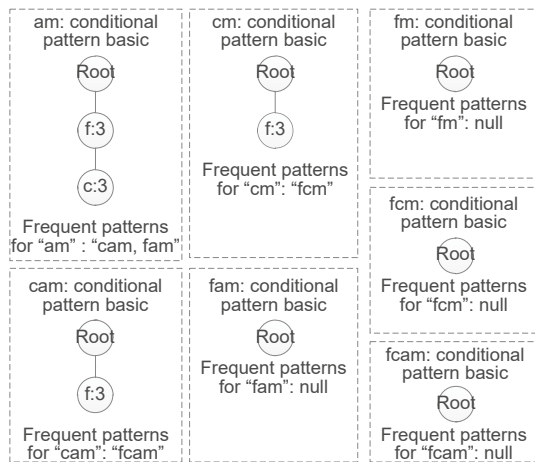 am: conditional
pattern basic
Root
f:3
c:3
Frequent patterns
for “am” : “cam, fam”
cm: conditional
pattern basic
Root
f:3
Frequent patterns
for “cm”: “fcm”
fm: conditional
pattern basic
Root
Frequent patterns
for “fm”: null
fcm: conditional
pattern basic
Root
Frequent patterns
for “fcm”: null
cam: conditional
pattern basic
Root
f:3
Frequent patterns
for “cam”: “fcam”
fam: conditional
pattern basic
Root
Frequent patterns
for “fam”: null
fcam: conditional
pattern basic
Root
Frequent patterns
for “fcam”: null